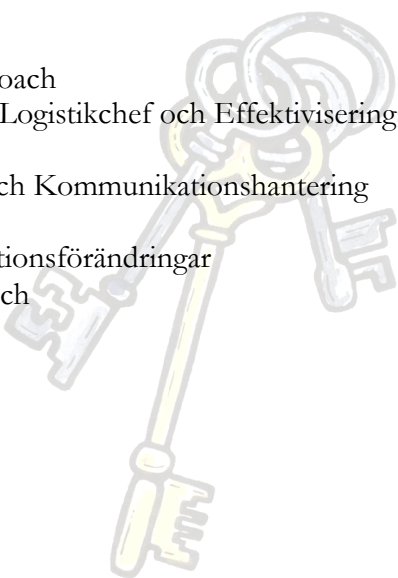 oach
Logistikchef och Effektivisering
ch Kommunikationshantering
tionsförändringar
ch